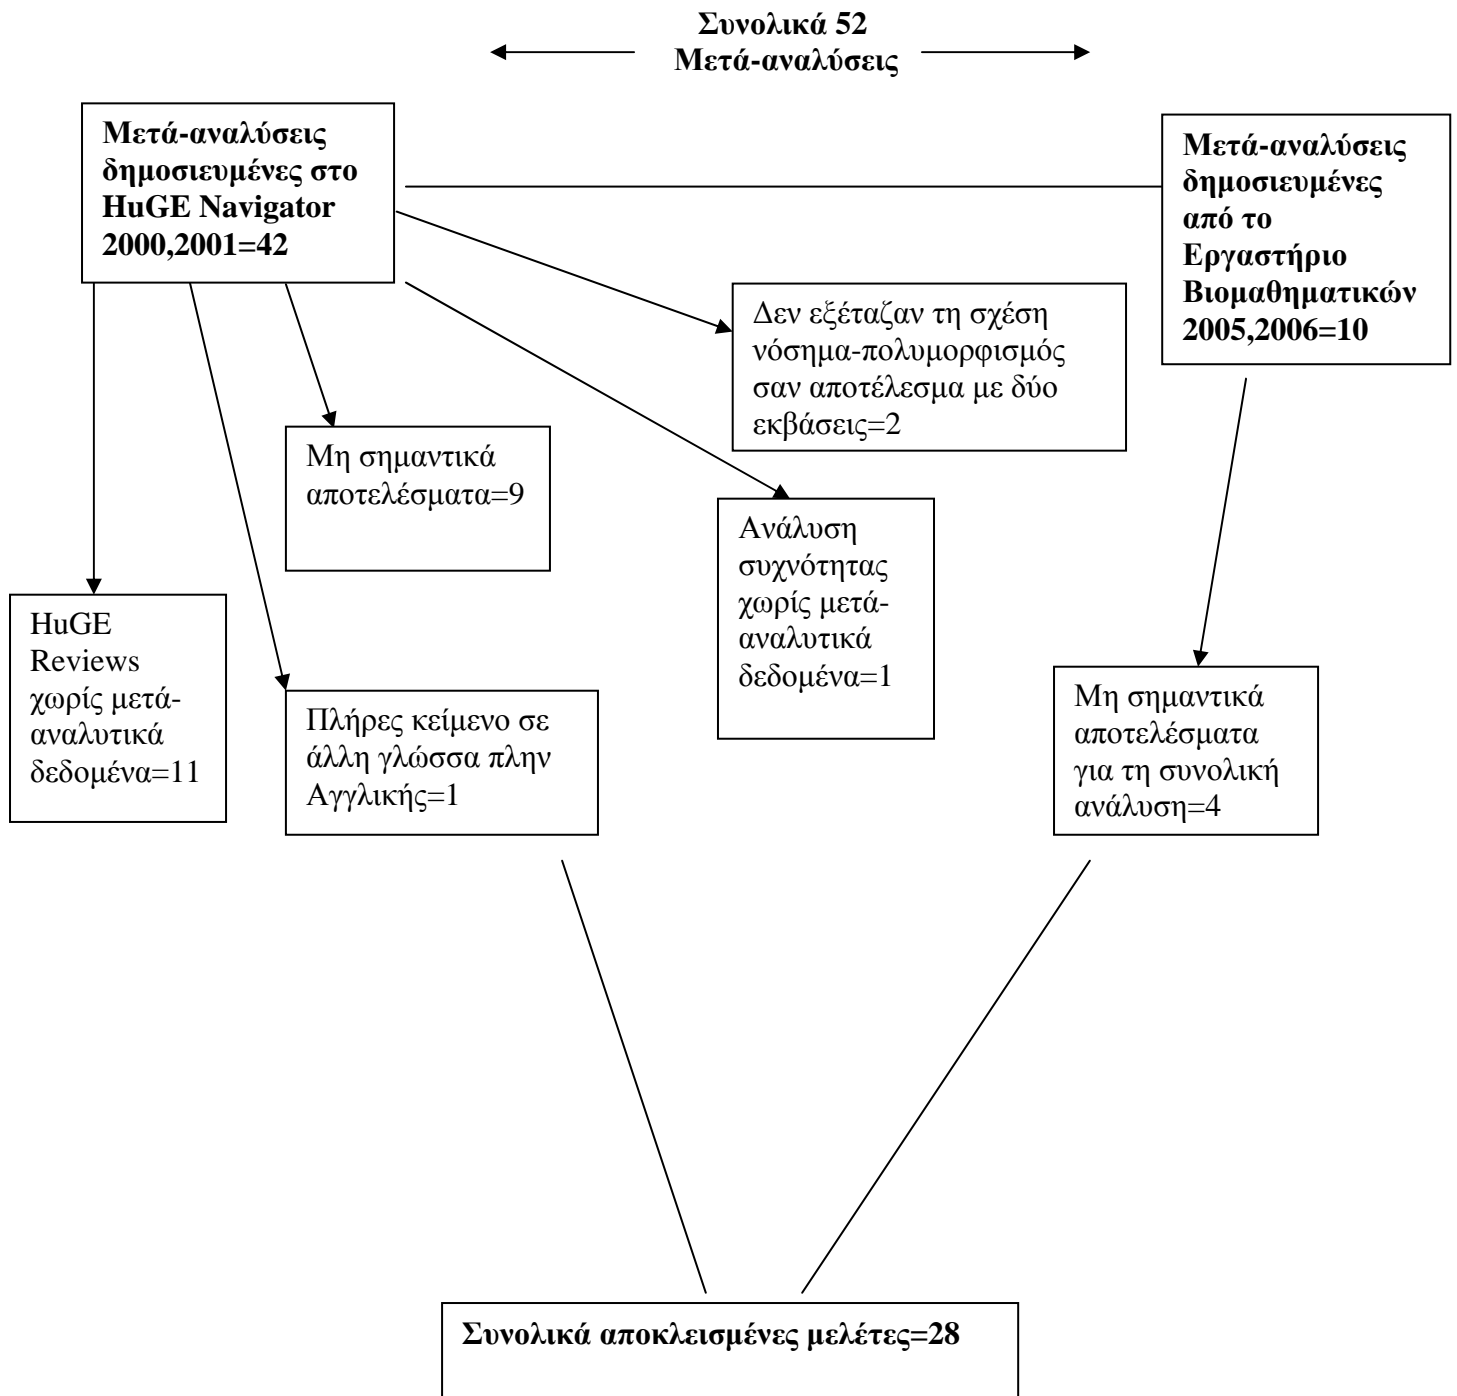 Συνολικά 52
Μετά-αναλύσεις
Μετά-αναλύσεις
δημοσιευμένες στο
HuGE Navigator
2000,2001=42
Μετά-αναλύσεις
δημοσιευμένες
από το
Εργαστήριο
Βιομαθηματικών
2005,2006=10
Δεν εξέταζαν τη σχέση
νόσημα-πολυμορφισμός
σαν αποτέλεσμα με δύο
εκβάσεις=2
Μη σημαντικά
αποτελέσματα=9
Ανάλυση
συχνότητας
χωρίς μετά-
αναλυτικά
δεδομένα=1
HuGE
Reviews
χωρίς μετά-
αναλυτικά
δεδομένα=11
Πλήρες κείμενο σε
άλλη γλώσσα πλην
Αγγλικής=1
Μη σημαντικά
αποτελέσματα
για τη συνολική
ανάλυση=4
Συνολικά αποκλεισμένες μελέτες=28